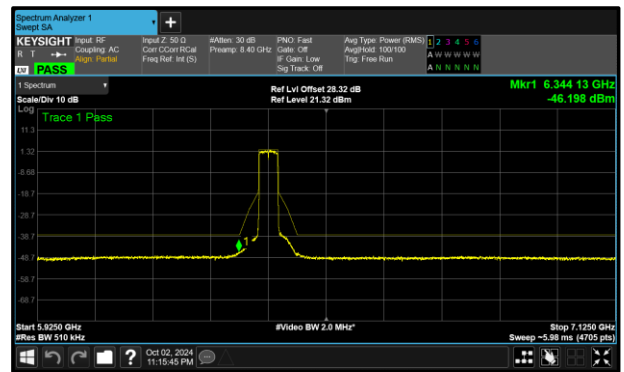 Spectrum Analyzer 1
Swept SA
+
KEYSIGHT Input: RF Input Z: 50 Ω #Atten: 30 dB PNO: Fast Avg Type: Power (RMS) 1 2 3 4 5 6
R T Coupling: AC Corr CCorr RCal Preamp: 8.40 GHz Gate: Off Avg|Hold: 100/100 A W W W W W
Align: Partial Freq Ref: Int (S) IF Gain: Low Trig: Free Run
Sig Track: Off A N N N N N
LXI PASS
1 Spectrum
Ref Lvl Offset 28.32 dB Mkr1 6.344 13 GHz
Scale/Div 10 dB Ref Level 21.32 dBm -46.198 dBm
Log
Trace 1 Pass
11.3
1.32
-8.68
-18.7
-28.7
-38.7
1
-48.7
-58.7
-68.7
Start 5.9250 GHz #Video BW 2.0 MHz* Stop 7.1250 GHz
#Res BW 510 kHz Sweep ~5.98 ms (4705 pts)
? Oct 02, 2024
11:15:45 PM